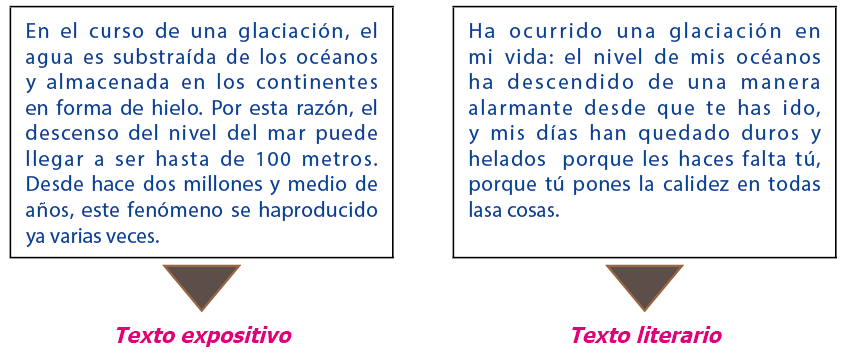 En el curso de una glaciación, el
agua es substraída de los océanos
y almacenada en los continentes
en forma de hielo. Por esta razón, el
descenso del nivel del mar puede
llegar a ser hasta de 100 metros.
Desde hace dos millones y medio de
años, este fenómeno se haproducido
ya varias veces.
Texto expositivo
Ha ocurrido una glaciación en
mi vida: el nivel de mis océanos
ha descendido de una manera
alarmante desde que te has ido,
y mis días han quedado duros y
helados porque les haces falta tú,
porque tú pones la calidez en todas
lasa cosas.
Texto literario